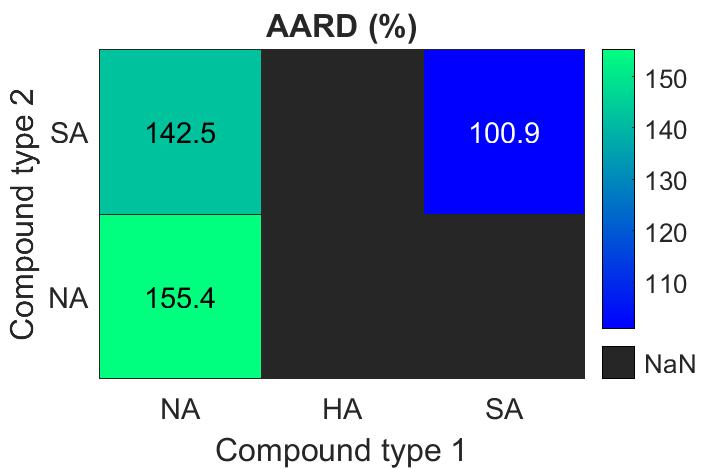 AARD (%)
Compound type 2
SA
142.5
100.9
NA
155.4
NA
HA
SA
Compound type 1
150
140
130
120
110
NaN